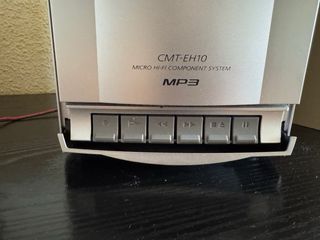 CMT-EH10
MICRO HI-FI COMPONENT SYSTEM
MP3